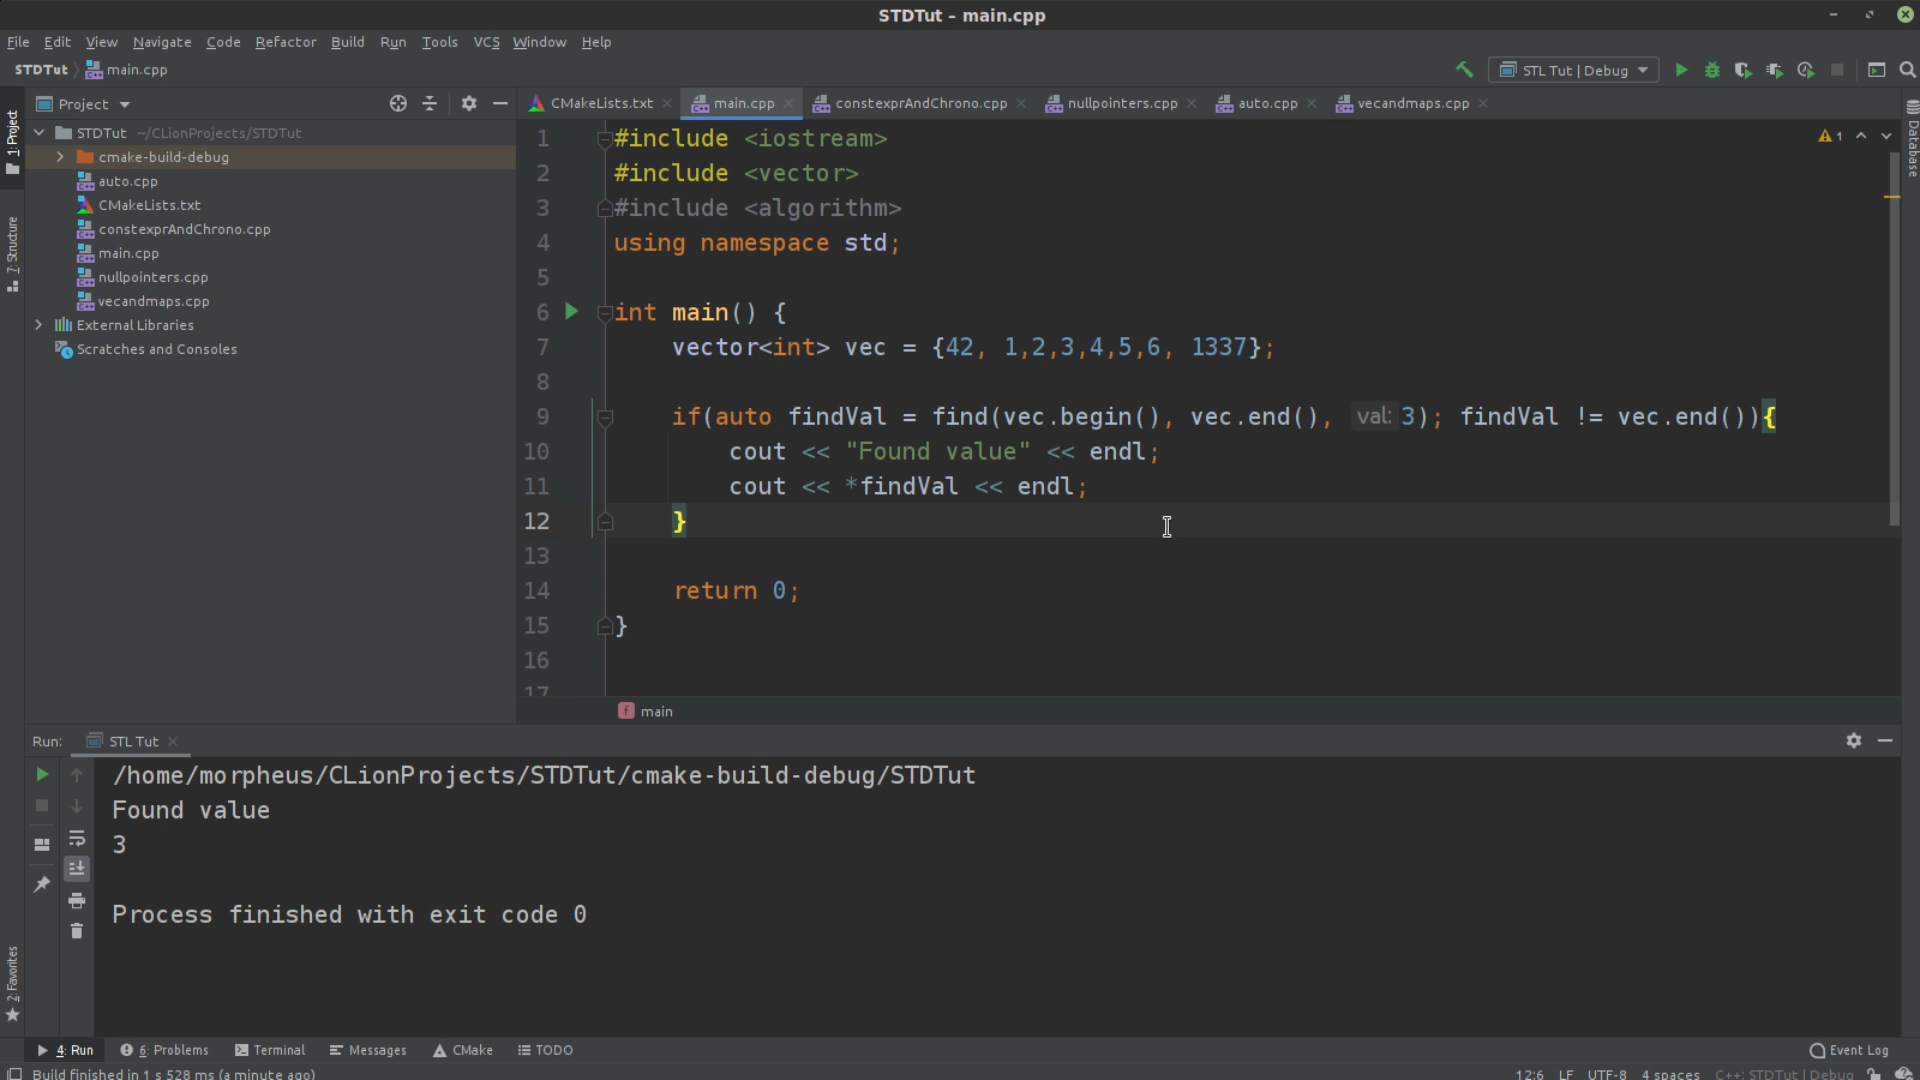 STDTut – main.cpp
File Edit View Navigate Code Refactor Build Run Tools VCS Window Help
STDTut main.cpp STL Tut | Debug
1: Project
7: Structure
2: Favorites
Project
STDTut ~/CLionProjects/STDTut
cmake-build-debug
auto.cpp
CMakeLists.txt
constexprAndChrono.cpp
main.cpp
nullpointers.cpp
vecandmaps.cpp
External Libraries
Scratches and Consoles
CMakeLists.txt main.cpp constexprAndChrono.cpp nullpointers.cpp auto.cpp vecandmaps.cpp
1 #include <iostream>
2 #include <vector>
3 #include <algorithm>
4 using namespace std;
5
6 int main() {
7 vector<int> vec = {42, 1,2,3,4,5,6, 1337};
8
9 if(auto findVal = find(vec.begin(), vec.end(), val: 3); findVal != vec.end()){
10 cout << "Found value" << endl;
11 cout << *findVal << endl;
12 }
13
14 return 0;
15 }
16
17
1
Database
f main
Run: STL Tut
/home/morpheus/CLionProjects/STDTut/cmake-build-debug/STDTut
Found value
3
Process finished with exit code 0
4: Run 6: Problems Terminal Messages CMake TODO Event Log
Build finished in 1 s 528 ms (a minute ago) 12:6 LF UTF-8 4 spaces C++: STDTut | Debug